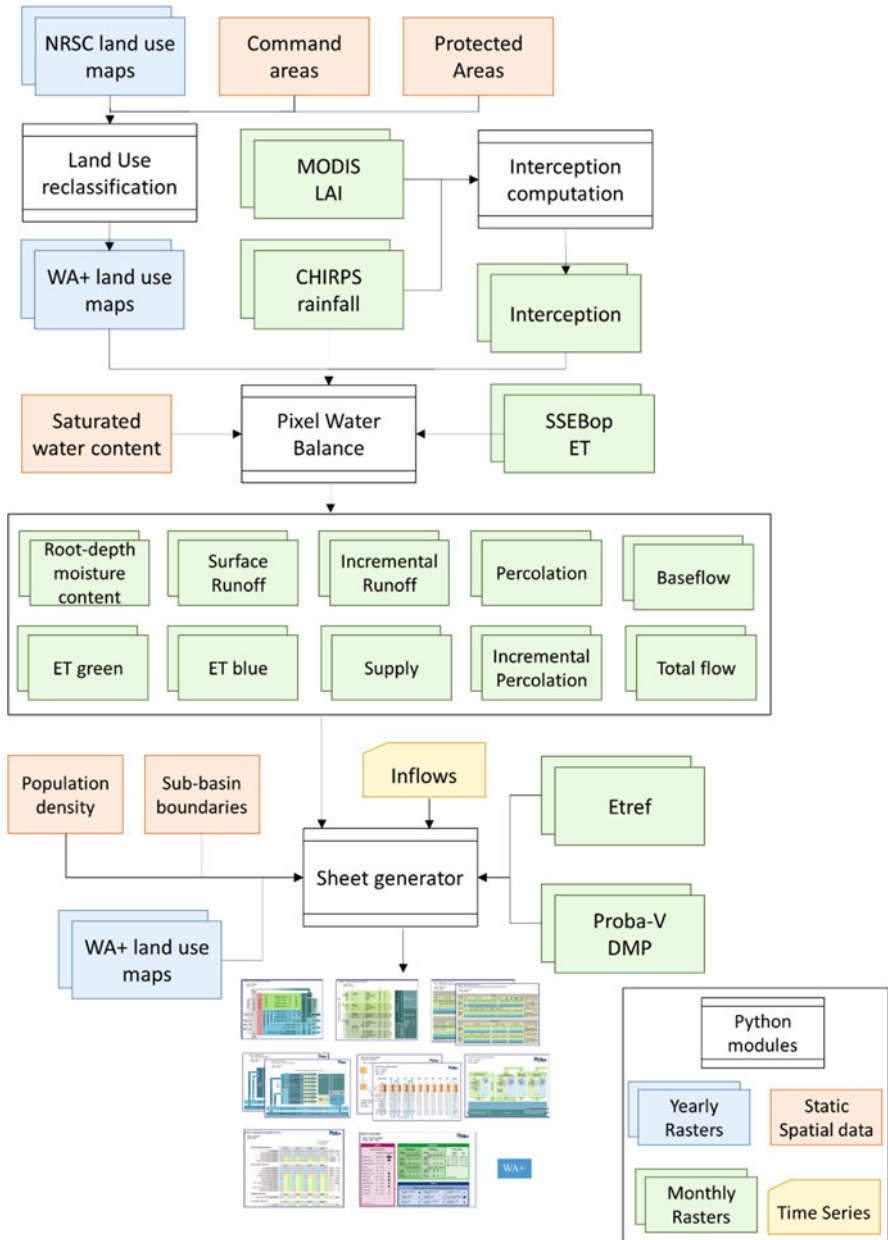 NRSC land use
maps
Command
areas
Protected
Areas
Land Use
reclassification
MODIS
LAI
Interception
computation
WA+ land use
maps
CHIRPS
rainfall
Interception
Saturated
water content
Pixel Water
Balance
SSEBop
ET
Root-depth
moisture
content
Surface
Runoff
Incremental
Runoff
Percolation
Baseflow
ET green
ET blue
Supply
Incremental
Percolation
Total flow
Population
density
Sub-basin
boundaries
Inflows
Etref
Sheet generator
WA+ land use
maps
Proba-V
DMP
WA+
Python
modules
Yearly
Rasters
Static
Spatial data
Monthly
Rasters
Time Series